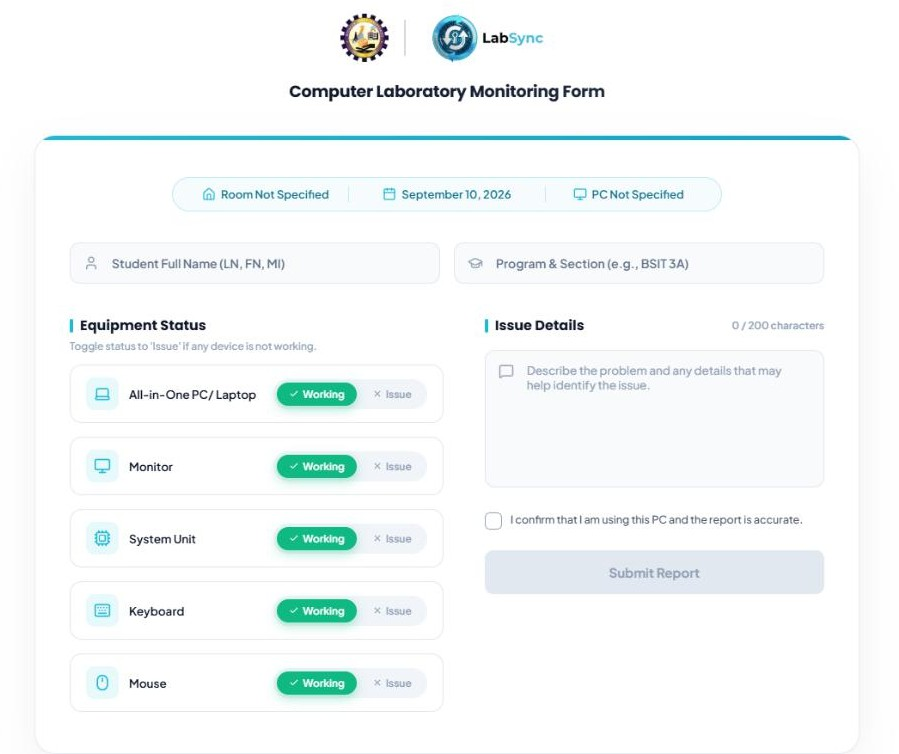 LabSync
Computer Laboratory Monitoring Form
Room Not Specified
September 10, 2026
PC Not Specified
Student Full Name (LN, FN, MI)
Program & Section (e.g., BSIT 3A)
Equipment Status
Toggle status to 'Issue' if any device is not working.
All-in-One PC/ Laptop
Working
Issue
Monitor
Working
Issue
System Unit
Working
Issue
Keyboard
Working
Issue
Mouse
Working
Issue
Issue Details
0 / 200 characters
Describe the problem and any details that may
help identify the issue.
I confirm that I am using this PC and the report is accurate.
Submit Report